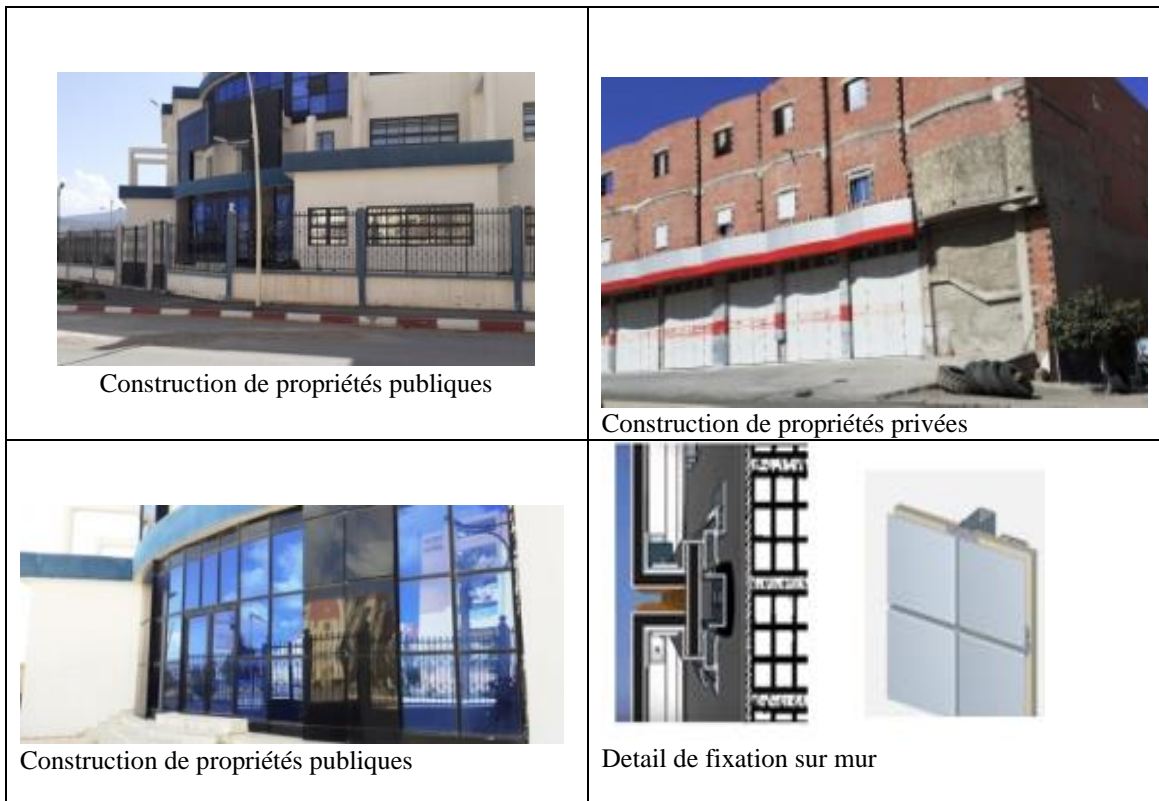 Construction de propriétés publiques
Construction de propriétés privées
Construction de propriétés publiques
Detail de fixation sur mur